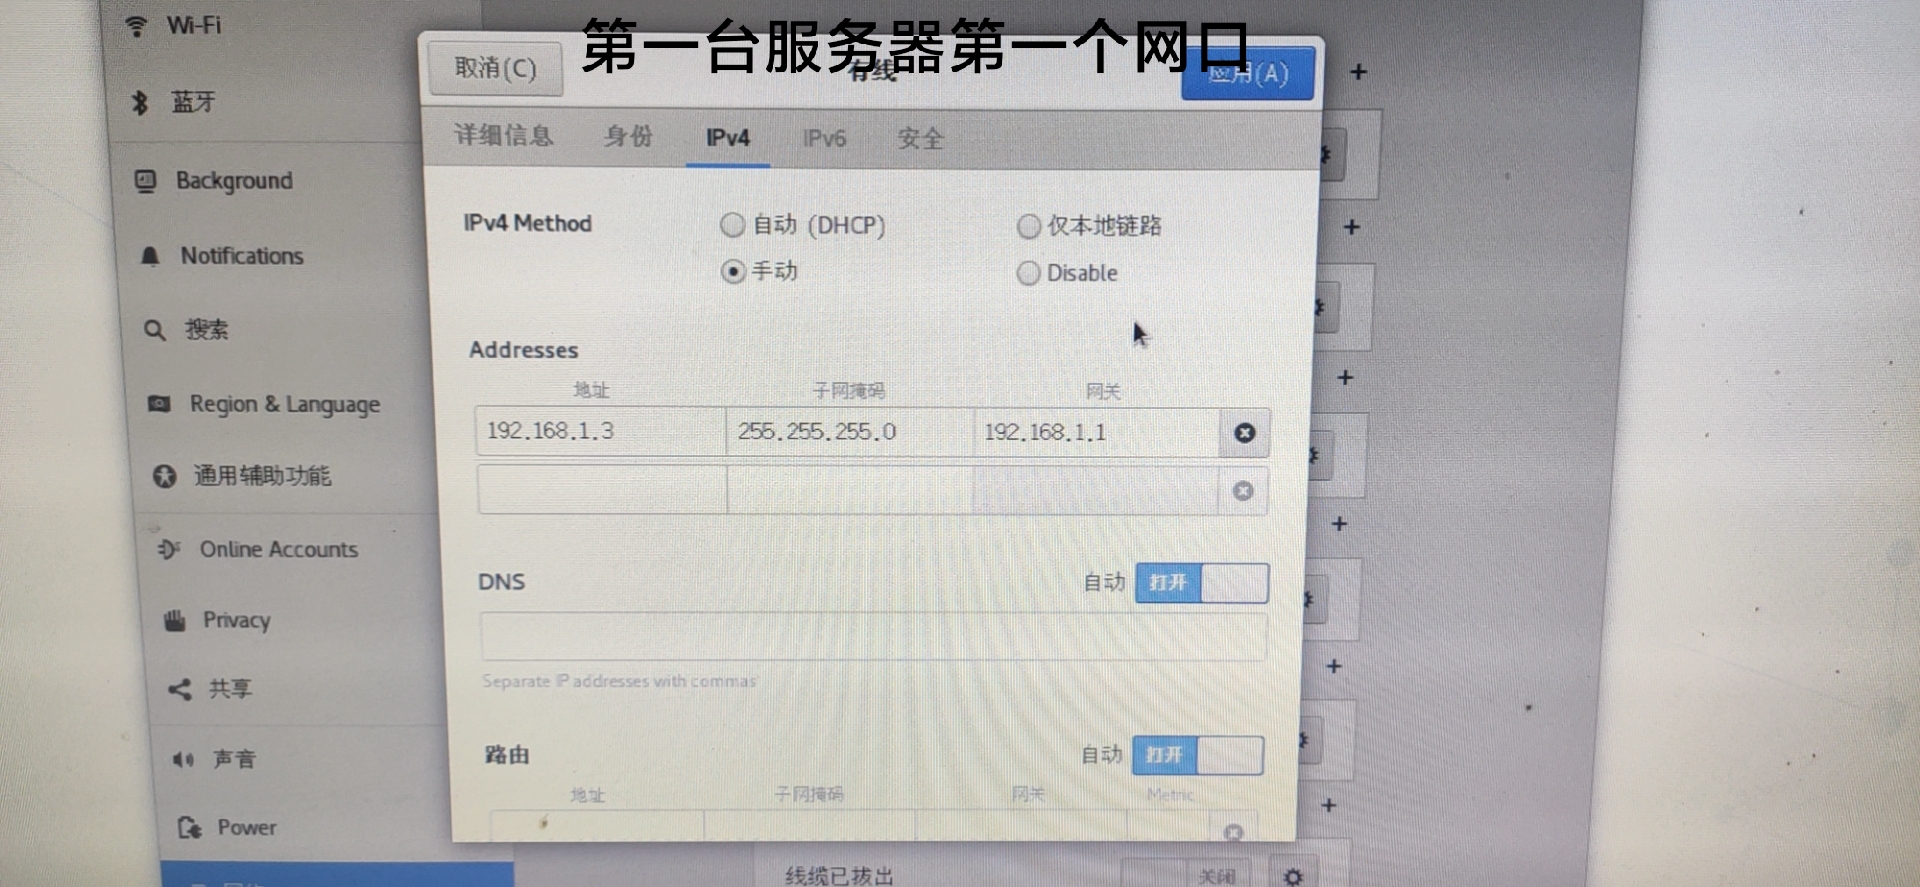 第一台服务器第一个网口
Wi-Fi
蓝牙
Background
Notifications
搜索
Region & Language
通用辅助功能
Online Accounts
Privacy
共享
声音
Power
取消(C)
有线
应用(A)
详细信息 身份 IPv4 IPv6 安全
IPv4 Method
自动 (DHCP) 仅本地链路
手动 Disable
Addresses
地址 子网掩码 网关
192.168.1.3 255.255.255.0 192.168.1.1
DNS 自动 打开
Separate IP addresses with commas
路由 自动 打开
地址 子网掩码 网关 Metric
线缆已拔出 关闭